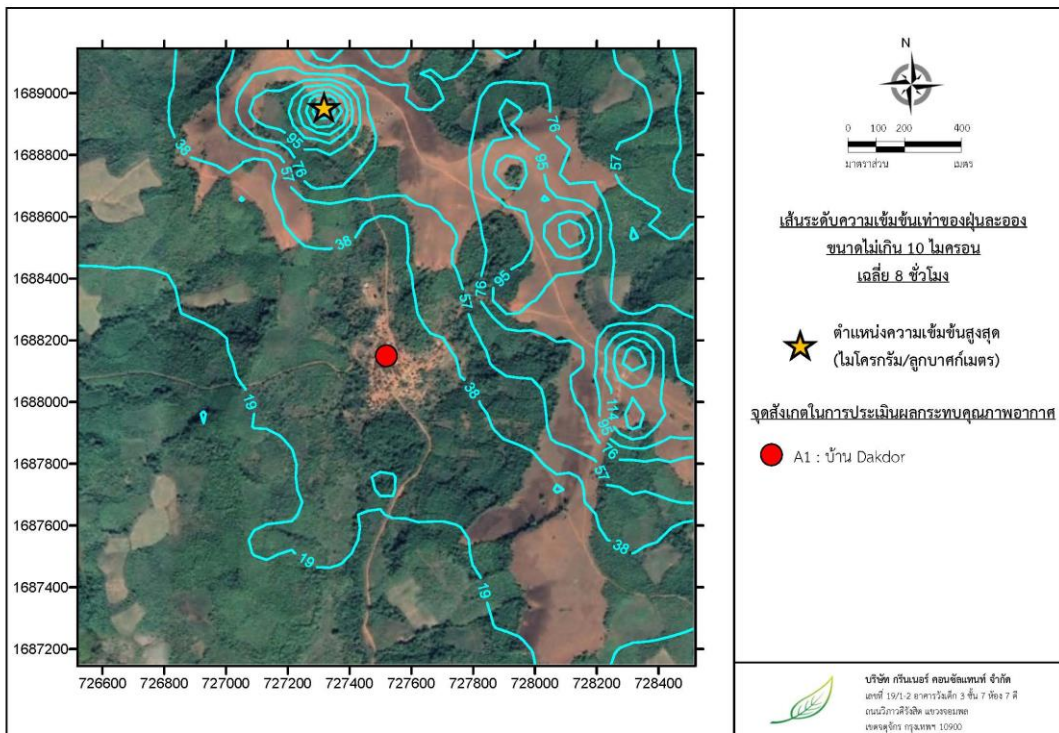 1689000
1688800
1688600
1688400
1688200
1688000
1687800
1687600
1687400
1687200
726600 726800 727000 727200 727400 727600 727800 728000 728200 728400
38
95
76
57
38
76
95
57
95
76
57
38
19
114
95
76
57
38
19
19
N
0 100 200 400
มาตราส่วน เมตร
เส้นระดับความเข้มข้นเท่าของฝุ่นละออง
ขนาดไม่เกิน 10 ไมครอน
เฉลี่ย 8 ชั่วโมง
ตำแหน่งความเข้มข้นสูงสุด
(ไมโครกรัม/ลูกบาศก์เมตร)
จุดสังเกตในการประเมินผลกระทบคุณภาพอากาศ
A1 : บ้าน Dakdor
บริษัท กรีนเนอร์ คอนซัลแทนท์ จำกัด
เลขที่ 19/1-2 อาคารวังเด็ก 3 ชั้น 7 ห้อง 7 ดี
ถนนวิภาวดีรังสิต แขวงจอมพล
เขตจตุจักร กรุงเทพฯ 10900